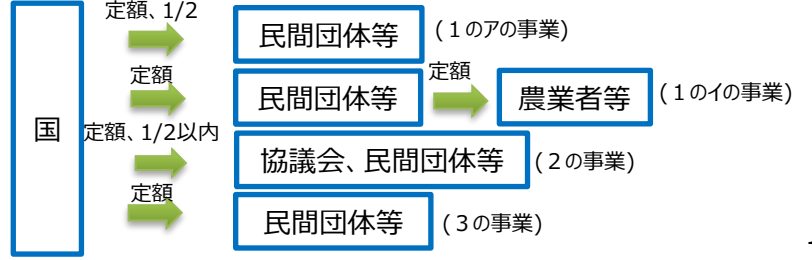 定額、1/2
民間団体等 (１のアの事業)
定額 定額
民間団体等 農業者等 (１のイの事業)
国
定額、1/2以内
協議会、民間団体等 (２の事業)
定額
民間団体等 (３の事業)